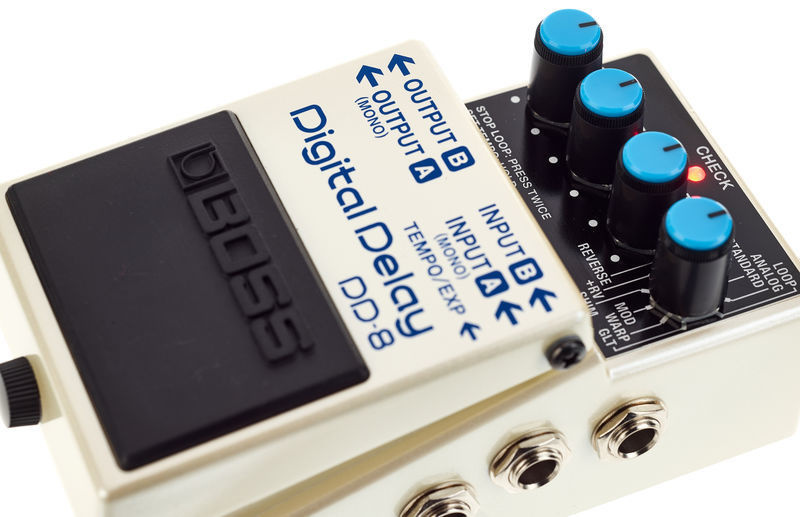 BOSS
Digital Delay
DD-8
OUTPUT B
OUTPUT A
(MONO)
INPUT B
INPUT A
(MONO)
TEMPO/EXP
CHECK
STOP LOOP: PRESS TWICE
LOOP
ANALOG
STANDARD
REVERSE
+RV
SHIM
MOD
WARP
GLT